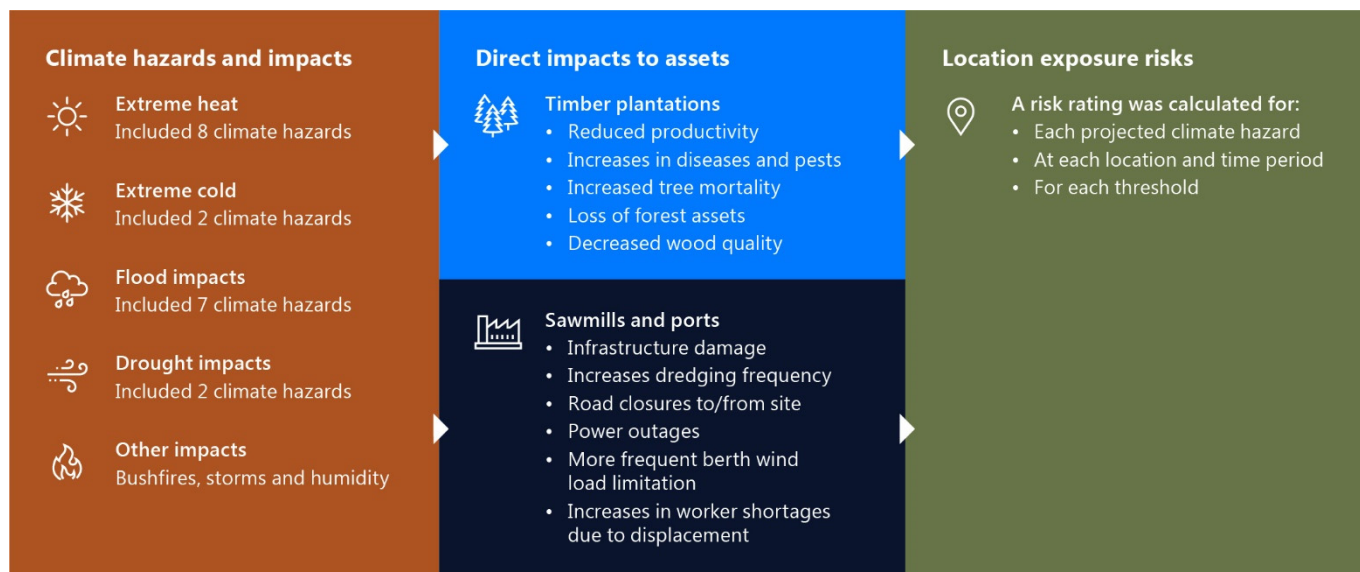 Climate hazards and impacts
Extreme heat
Included 8 climate hazards
Extreme cold
Included 2 climate hazards
Flood impacts
Included 7 climate hazards
Drought impacts
Included 2 climate hazards
Other impacts
Bushfires, storms and humidity
Direct impacts to assets
Timber plantations
• Reduced productivity
• Increases in diseases and pests
• Increased tree mortality
• Loss of forest assets
• Decreased wood quality
Sawmills and ports
• Infrastructure damage
• Increases dredging frequency
• Road closures to/from site
• Power outages
• More frequent berth wind
load limitation
• Increases in worker shortages
due to displacement
Location exposure risks
A risk rating was calculated for:
• Each projected climate hazard
• At each location and time period
• For each threshold